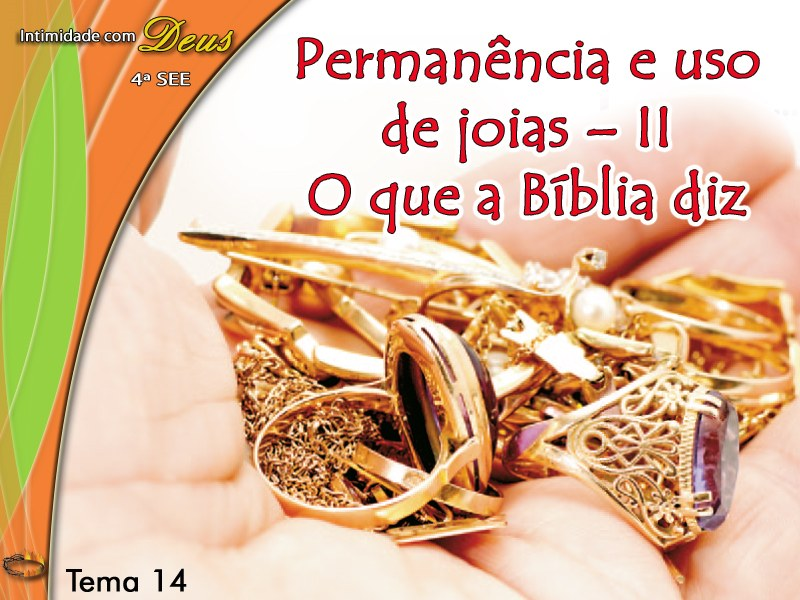 Intimidade com Deus
4ª SEE
Permanência e uso
de joias – II
O que a Bíblia diz
Tema 14